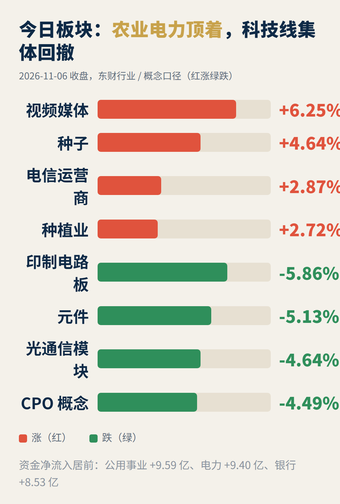 今日板块：农业电力顶着，科技线集
体回撤
2026-11-06 收盘，东财行业 / 概念口径（红涨绿跌）
视频媒体 +6.25%
种子 +4.64%
电信运营
商 +2.87%
种植业 +2.72%
印制电路
板 -5.86%
元件 -5.13%
光通信模
块 -4.64%
CPO 概念 -4.49%
涨（红） 跌（绿）
资金净流入居前：公用事业 +9.59 亿、电力 +9.40 亿、银行
+8.53 亿